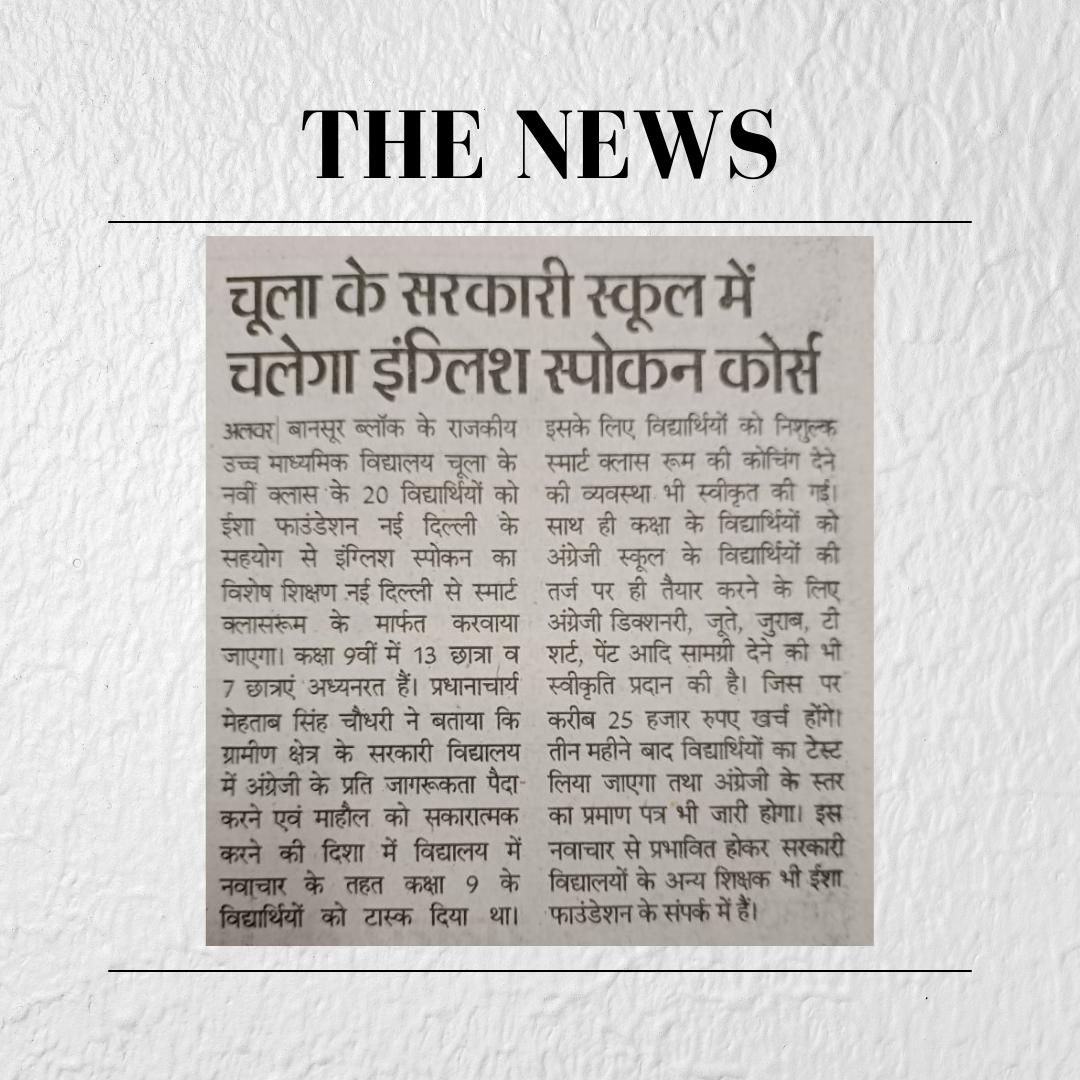 THE NEWS
चूला के सरकारी स्कूल में
चलेगा इंग्लिश स्पोकन कोर्स
अलवर| बानसूर ब्लॉक के राजकीय
उच्च माध्यमिक विद्यालय चूला के
नवीं क्लास के 20 विद्यार्थियों को
ईशा फाउंडेशन नई दिल्ली के
सहयोग से इंग्लिश स्पोकन का
विशेष शिक्षण नई दिल्ली से स्मार्ट
क्लासरूम के मार्फत करवाया
जाएगा। कक्षा 9वीं में 13 छात्रा व
7 छात्रएं अध्यनरत हैं। प्रधानाचार्य
मेहताब सिंह चौधरी ने बताया कि
ग्रामीण क्षेत्र के सरकारी विद्यालय
में अंग्रेजी के प्रति जागरूकता पैदा
करने एवं माहौल को सकारात्मक
करने की दिशा में विद्यालय में
नवाचार के तहत कक्षा 9 के
विद्यार्थियों को टास्क दिया था।
इसके लिए विद्यार्थियों को निशुल्क
स्मार्ट क्लास रूम की कोचिंग देने
की व्यवस्था भी स्वीकृत की गई।
साथ ही कक्षा के विद्यार्थियों को
अंग्रेजी स्कूल के विद्यार्थियों की
तर्ज पर ही तैयार करने के लिए
अंग्रेजी डिक्शनरी, जूते, जुराब, टी
शर्ट, पेंट आदि सामग्री देने की भी
स्वीकृति प्रदान की है। जिस पर
करीब 25 हजार रुपए खर्च होंगे।
तीन महीने बाद विद्यार्थियों का टेस्ट
लिया जाएगा तथा अंग्रेजी के स्तर
का प्रमाण पत्र भी जारी होगा। इस
नवाचार से प्रभावित होकर सरकारी
विद्यालयों के अन्य शिक्षक भी ईशा
फाउंडेशन के संपर्क में हैं।